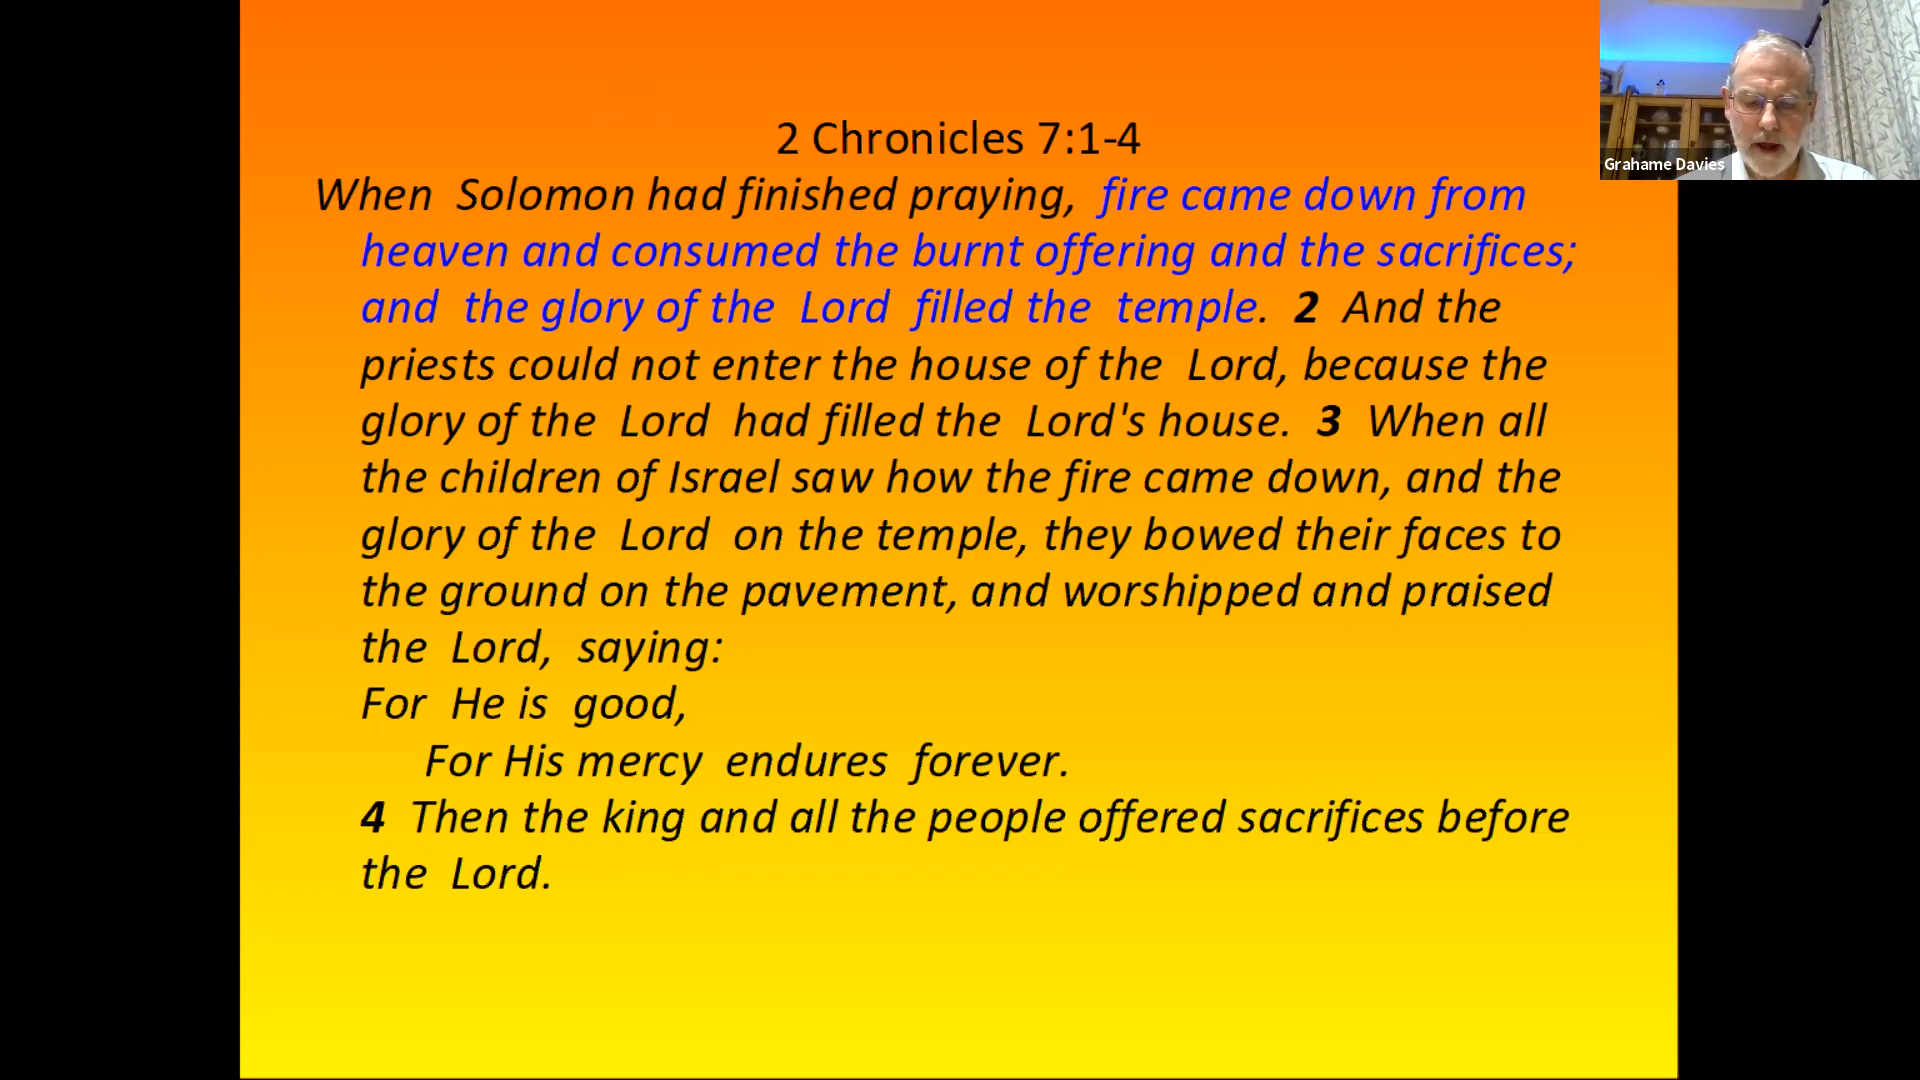 2 Chronicles 7:1-4
When Solomon had finished praying, fire came down from
heaven and consumed the burnt offering and the sacrifices;
and the glory of the Lord filled the temple. 2 And the
priests could not enter the house of the Lord, because the
glory of the Lord had filled the Lord's house. 3 When all
the children of Israel saw how the fire came down, and the
glory of the Lord on the temple, they bowed their faces to
the ground on the pavement, and worshipped and praised
the Lord, saying:
For He is good,
For His mercy endures forever.
4 Then the king and all the people offered sacrifices before
the Lord.
Grahame Davies